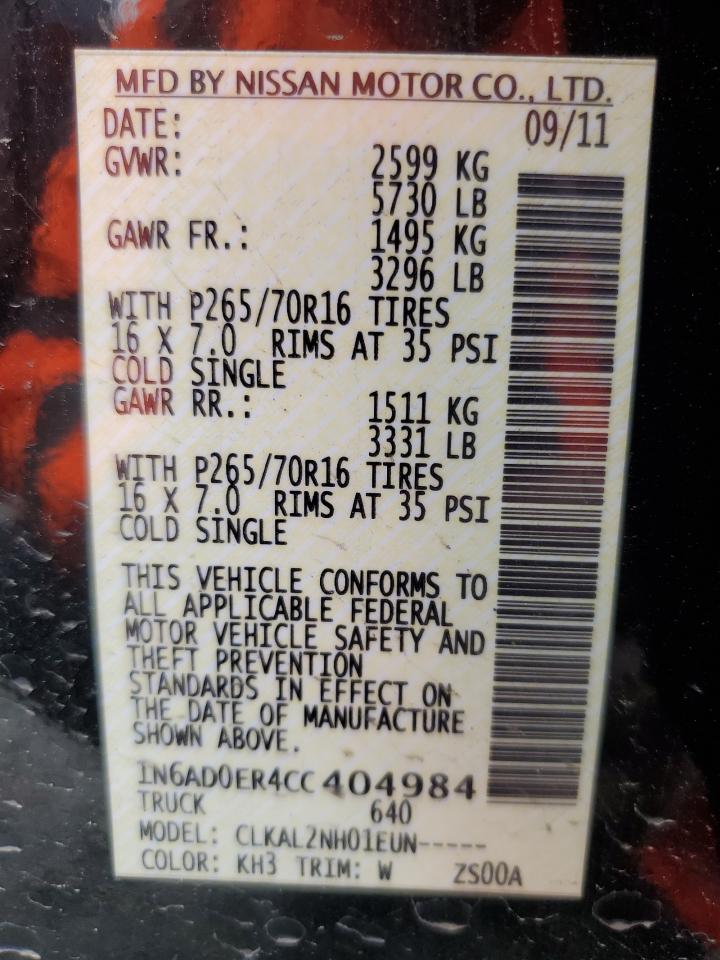 MFD BY NISSAN MOTOR CO., LTD.
DATE: 09/11
GVWR: 2599 KG
5730 LB
GAWR FR.: 1495 KG
3296 LB
WITH P265/70R16 TIRES
16 X 7.0 RIMS AT 35 PSI
COLD SINGLE
GAWR RR.: 1511 KG
3331 LB
WITH P265/70R16 TIRES
16 X 7.0 RIMS AT 35 PSI
COLD SINGLE
THIS VEHICLE CONFORMS TO
ALL APPLICABLE FEDERAL
MOTOR VEHICLE SAFETY AND
THEFT PREVENTION
STANDARDS IN EFFECT ON
THE DATE OF MANUFACTURE
SHOWN ABOVE.
1N6AD0ER4CC404984
TRUCK 640
MODEL: CLKAL2NH01EUN-----
COLOR: KH3 TRIM: W ZS00A